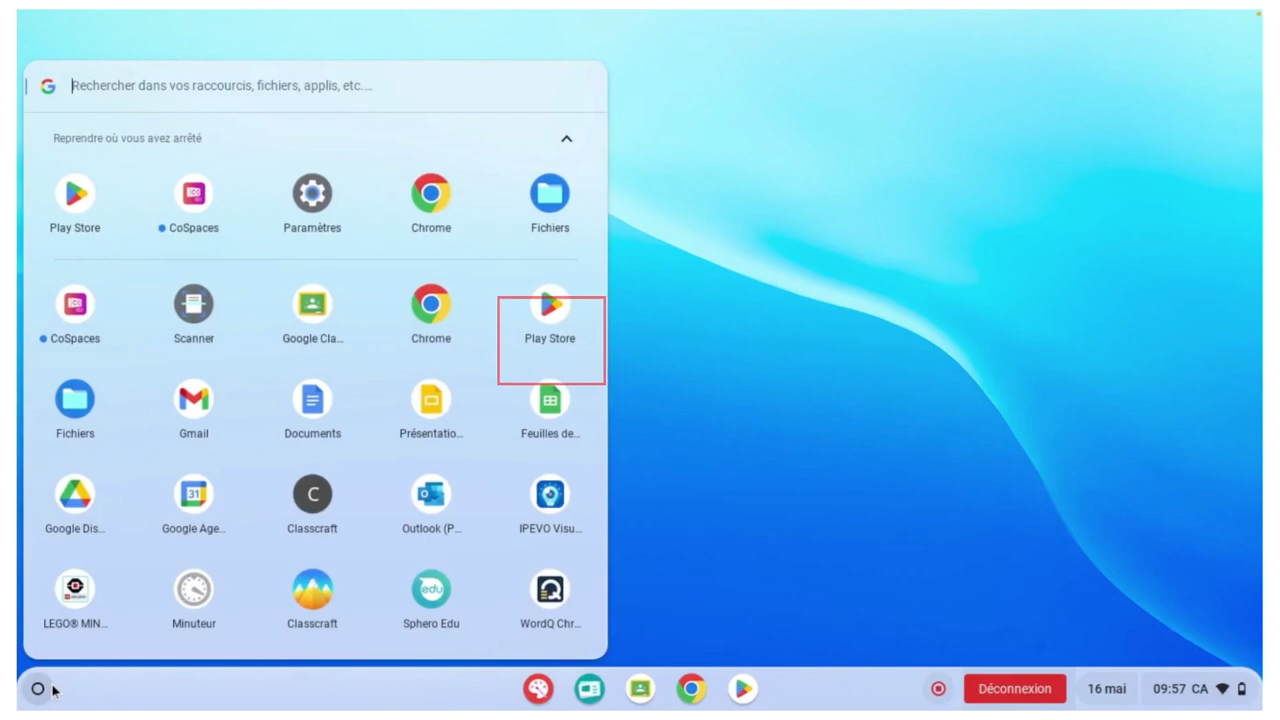 Rechercher dans vos raccourcis, fichiers, applis, etc....
Reprendre où vous avez arrêté
Play Store
CoSpaces
Paramètres
Chrome
Fichiers
CoSpaces
Scanner
Google Cla...
Chrome
Play Store
Fichiers
Gmail
Documents
Présentatio...
Feuilles de...
31
C
Google Dis...
Google Age...
Classcraft
Outlook (P...
IPEVO Visu...
edu
LEGO® MIN...
Minuteur
Classcraft
Sphero Edu
WordQ Chr...
Déconnexion
16 mai
09:57 CA